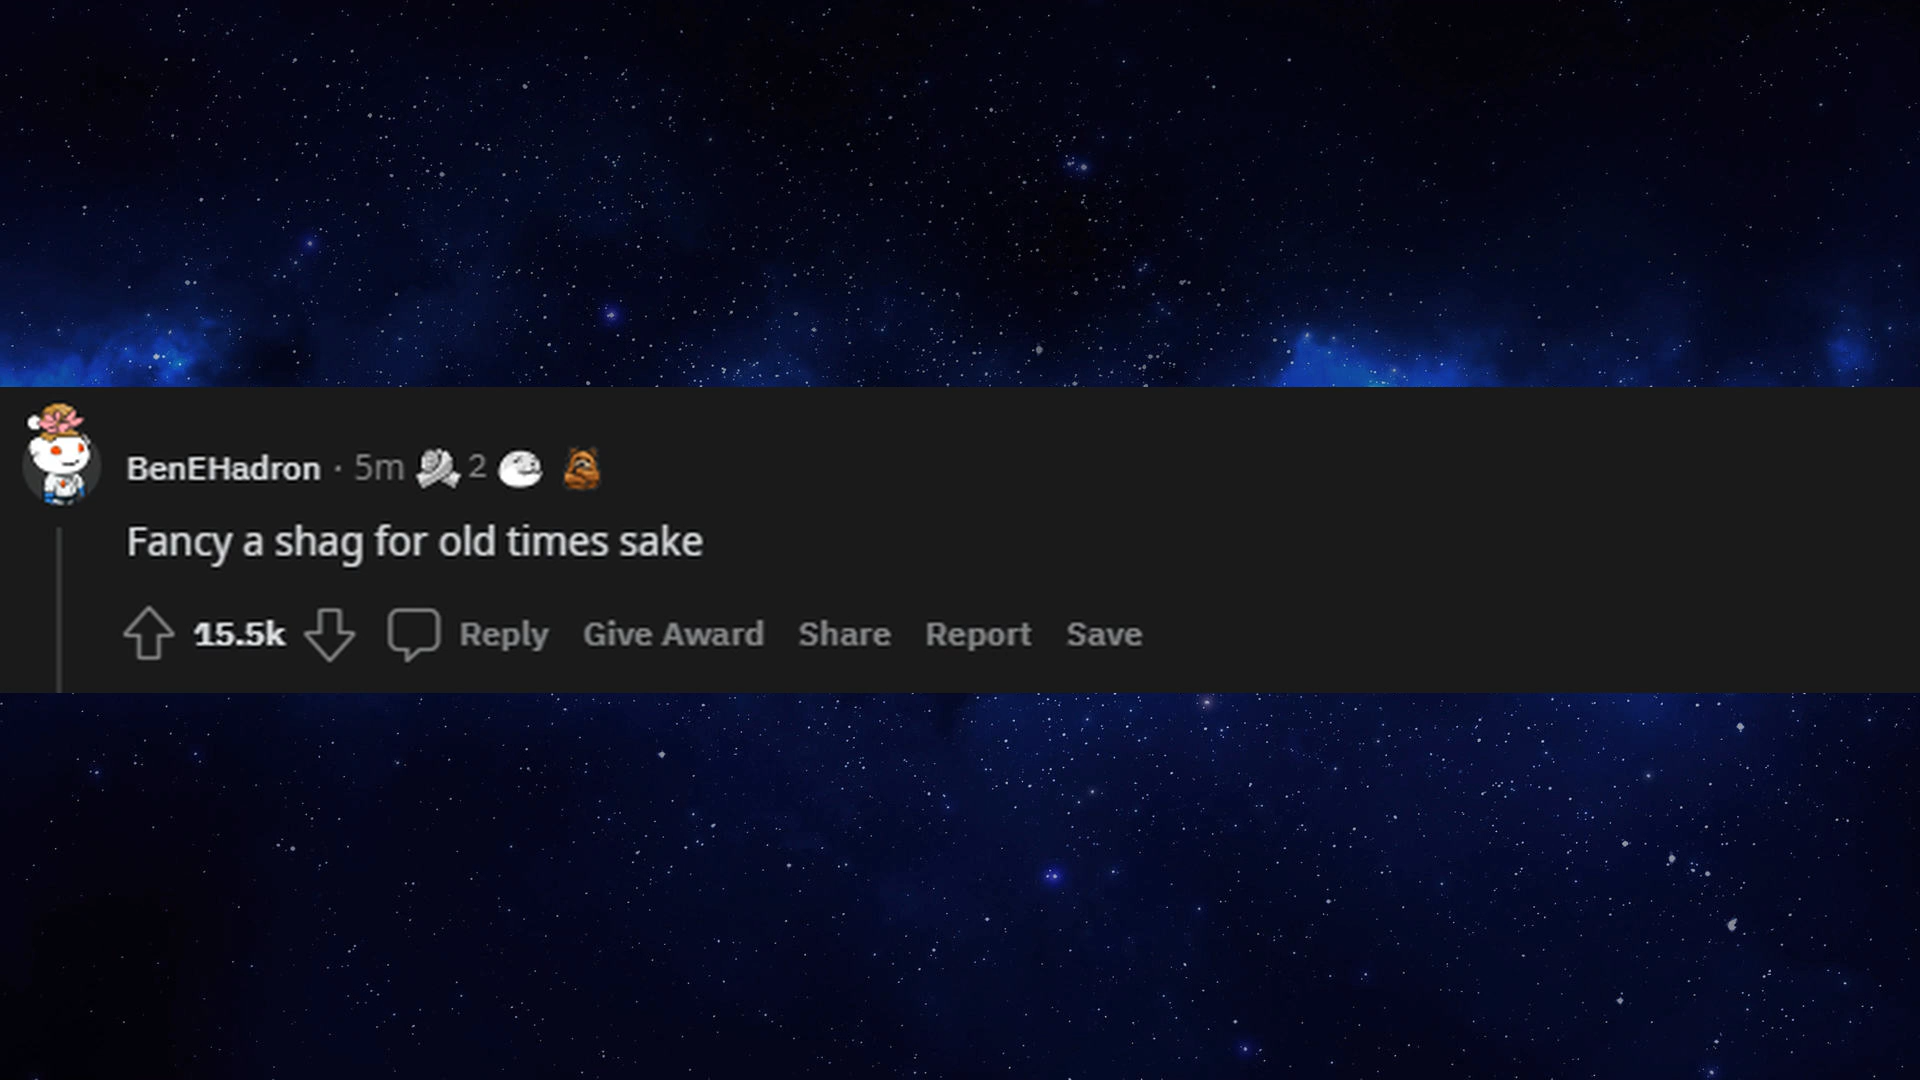 BenEHadron · 5m 2
Fancy a shag for old times sake
15.5k Reply Give Award Share Report Save